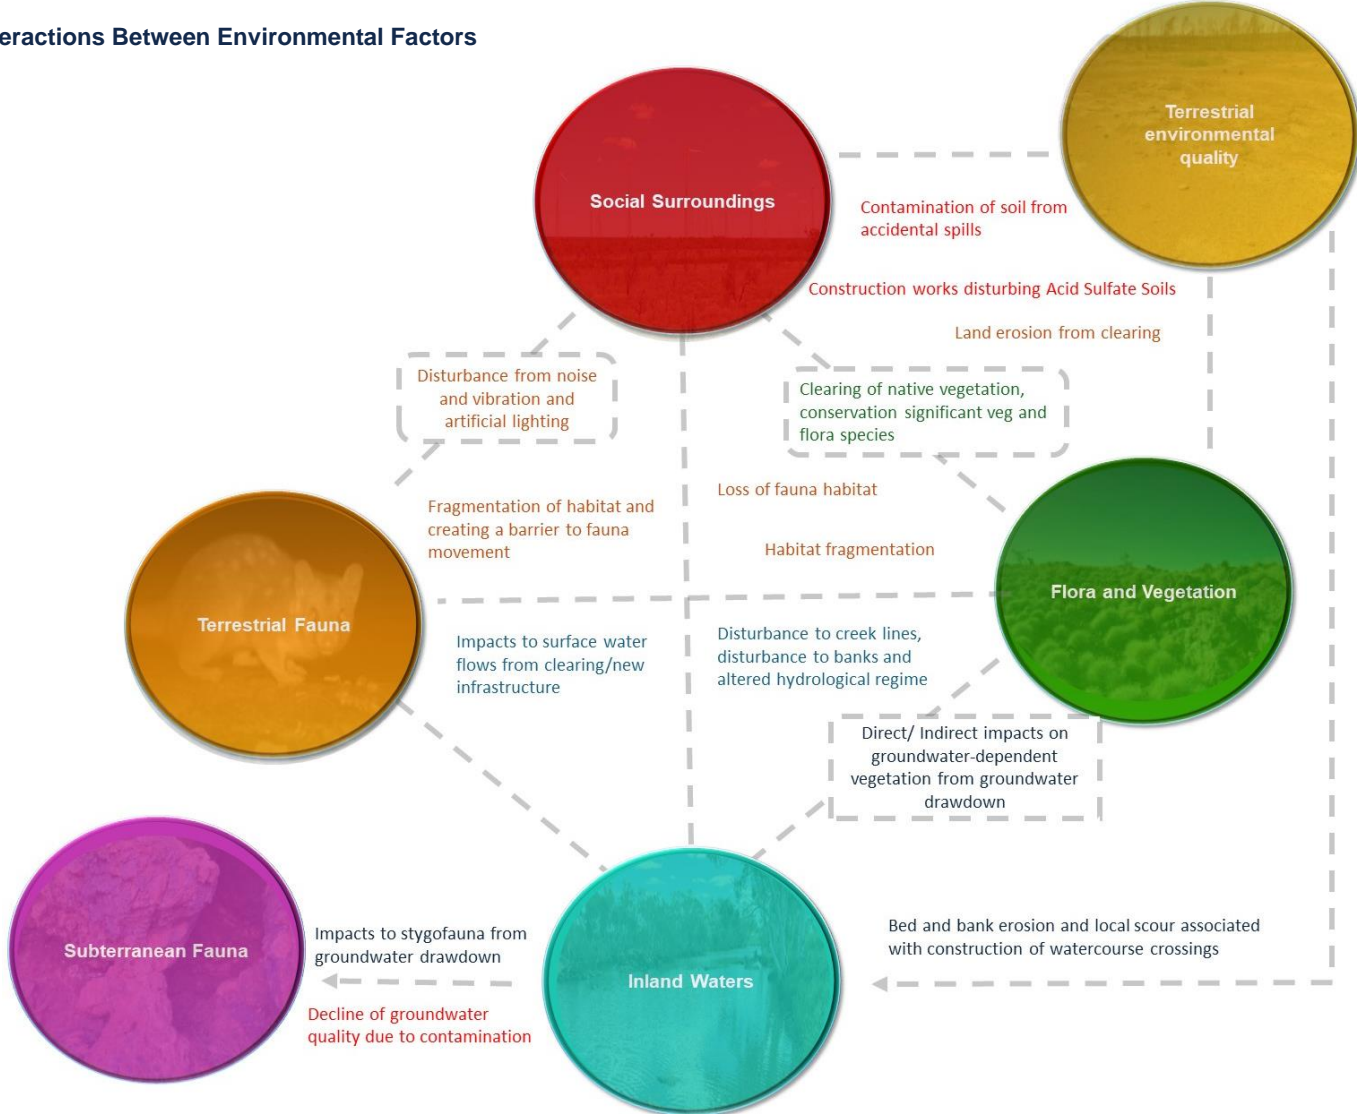 eractions Between Environmental Factors
Terrestrial
environmental
quality
Social Surroundings
Contamination of soil from
accidental spills
Construction works disturbing Acid Sulfate Soils
Land erosion from clearing
Disturbance from noise
and vibration and
artificial lighting
Clearing of native vegetation,
conservation significant veg and
flora species
Fragmentation of habitat and
creating a barrier to fauna
movement
Loss of fauna habitat
Habitat fragmentation
Flora and Vegetation
Terrestrial Fauna
Impacts to surface water
flows from clearing/new
infrastructure
Disturbance to creek lines,
disturbance to banks and
altered hydrological regime
Direct/ Indirect impacts on
groundwater-dependent
vegetation from groundwater
drawdown
Subterranean Fauna
Impacts to stygofauna from
groundwater drawdown
Decline of groundwater
quality due to contamination
Inland Waters
Bed and bank erosion and local scour associated
with construction of watercourse crossings